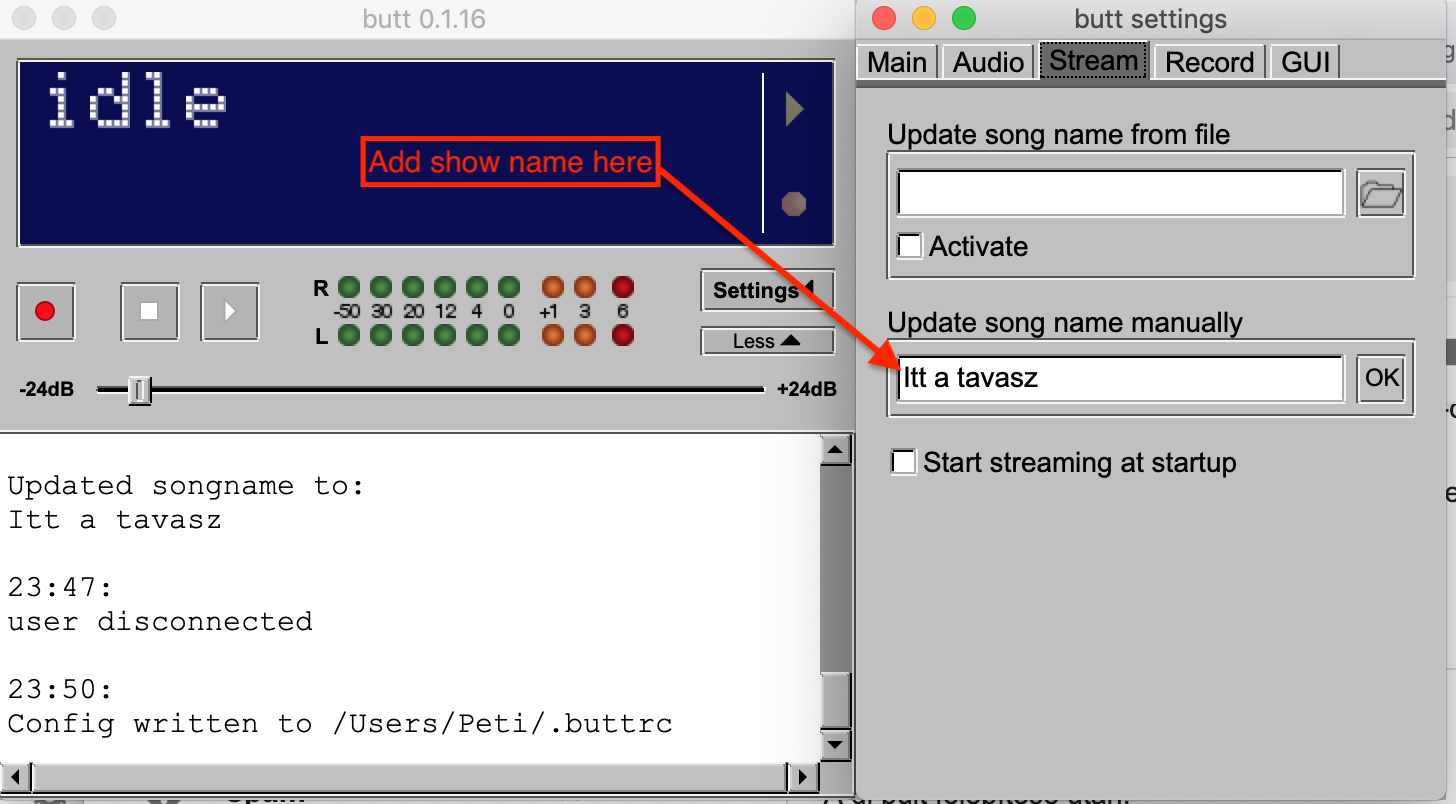 butt 0.1.16
idle
Add show name here
R
-50 30 20 12 4 0 +1 3 6
L
Settings
Less
-24dB
+24dB
Updated songname to:
Itt a tavasz
23:47:
user disconnected
23:50:
Config written to /Users/Peti/.buttrc
butt settings
Main Audio Stream Record GUI
Update song name from file
Activate
Update song name manually
Itt a tavasz
OK
Start streaming at startup